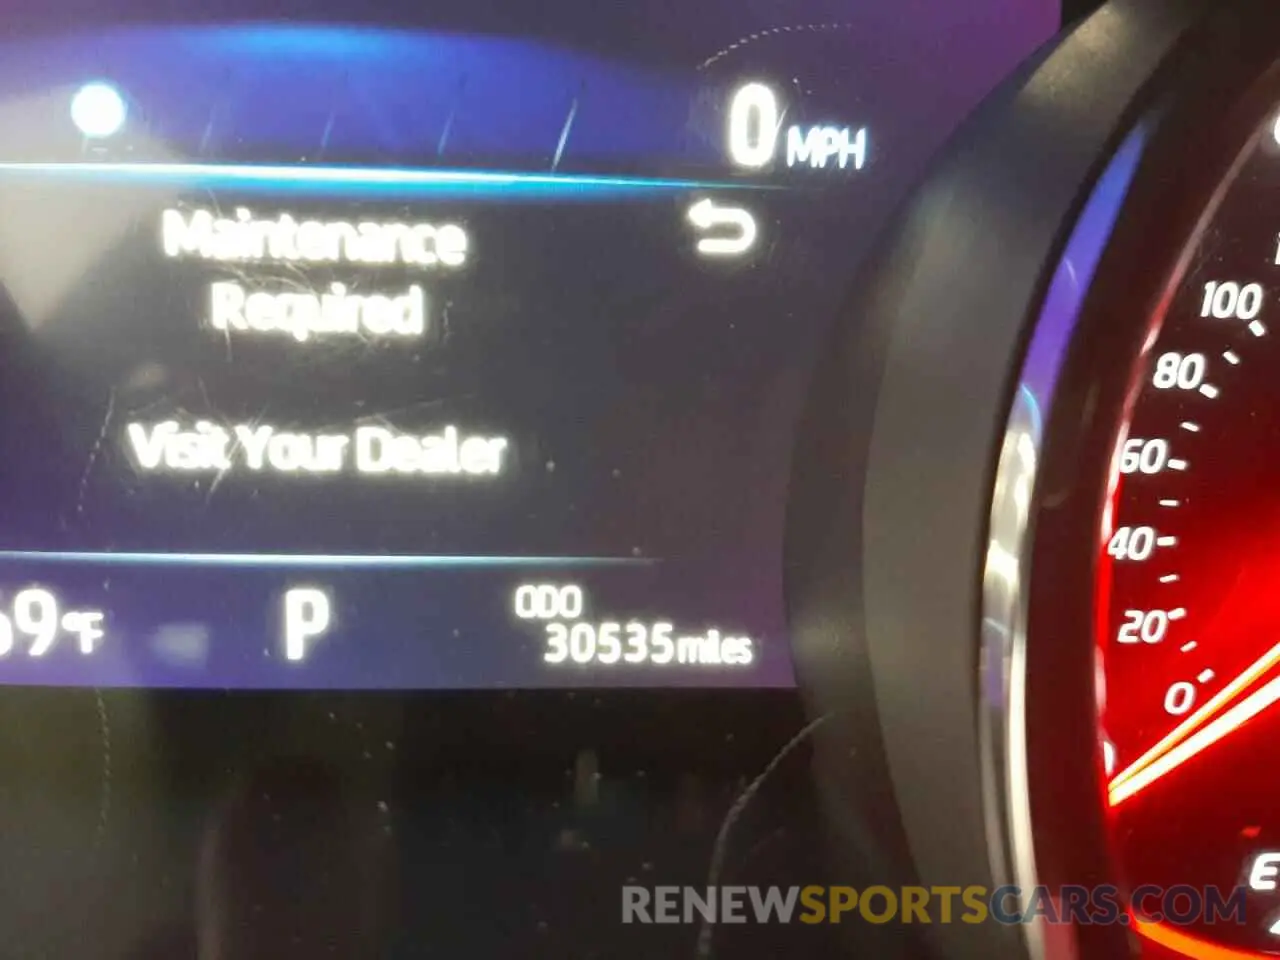 0 MPH
Maintenance
Required
Visit Your Dealer
P
ODO
30535 miles
100
80
60
40
20
0
E
RENEWSPORTSCARS.COM